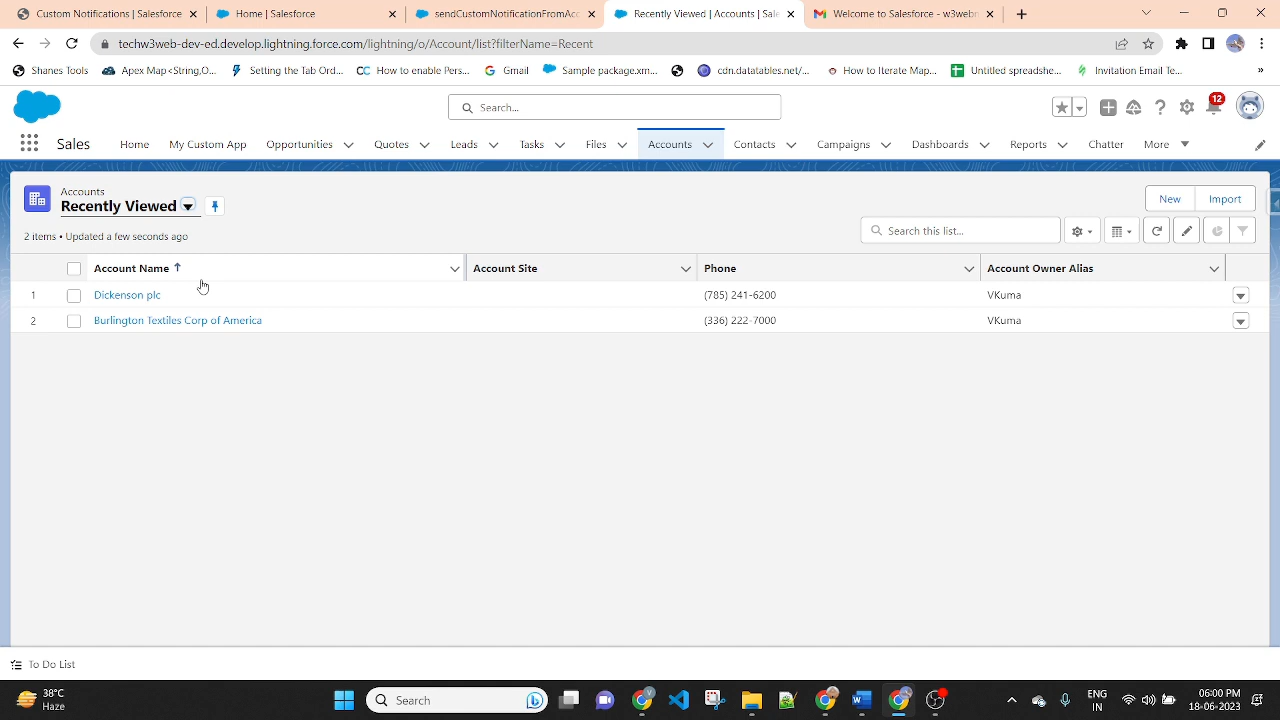 Custom Notifications | Salesforce
Home | Salesforce
sendCustomNotificationFromAcc
Recently Viewed | Accounts | Sale
Welcome to Salesforce - w3webr
techw3web-dev-ed.develop.lightning.force.com/lightning/o/Account/list?filterName=Recent
Shanes Tools
Apex Map<String,O...
Setting the Tab Ord...
CC How to enable Pers...
Gmail
Sample package.xm...
cdn.datatables.net/...
How to Iterate Map...
Untitled spreadshe...
Invitation Email Te...
»
Search...
12
Sales
Home
My Custom App
Opportunities
Quotes
Leads
Tasks
Files
Accounts
Contacts
Campaigns
Dashboards
Reports
Chatter
More
Accounts
Recently Viewed
New
Import
2 items • Updated a few seconds ago
Search this list...
Account Name ↑
Account Site
Phone
Account Owner Alias
1 Dickenson plc (785) 241-6200 VKuma
2 Burlington Textiles Corp of America (336) 222-7000 VKuma
To Do List
38°C
Haze
Search
ENG
IN
06:00 PM
18-06-2023